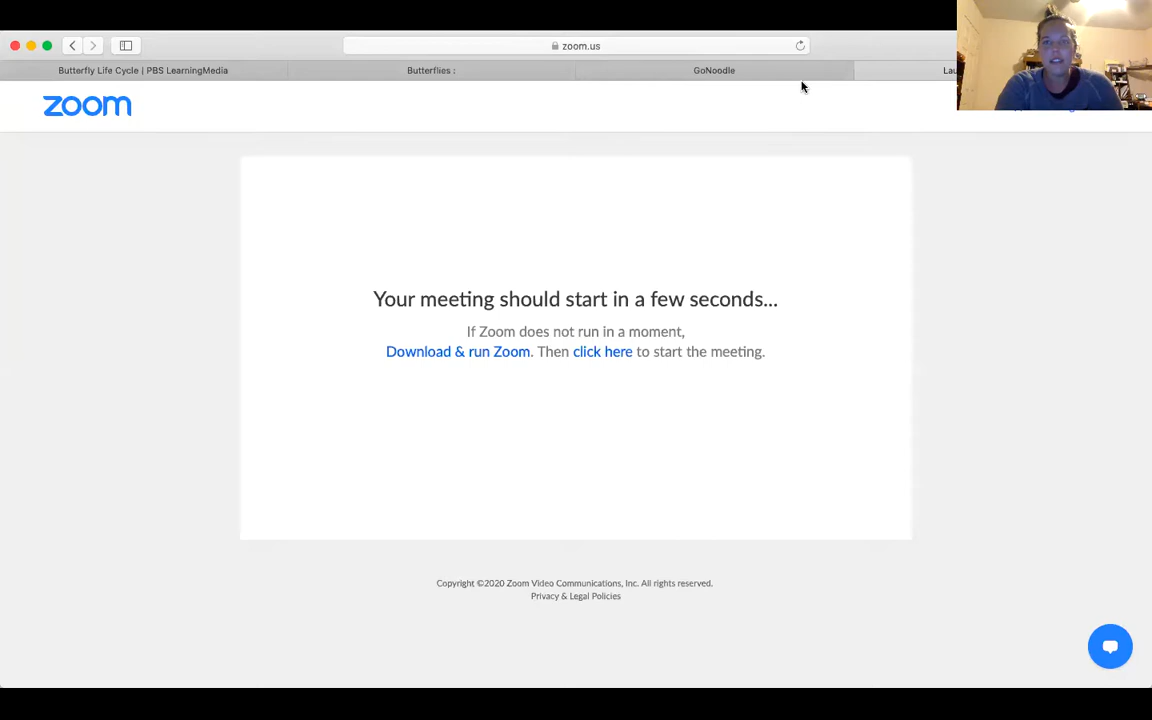 zoom.us
Butterfly Life Cycle | PBS LearningMedia
Butterflies :
GoNoodle
Lau
zoom
Your meeting should start in a few seconds...
If Zoom does not run in a moment,
Download & run Zoom. Then click here to start the meeting.
Copyright ©2020 Zoom Video Communications, Inc. All rights reserved.
Privacy & Legal Policies